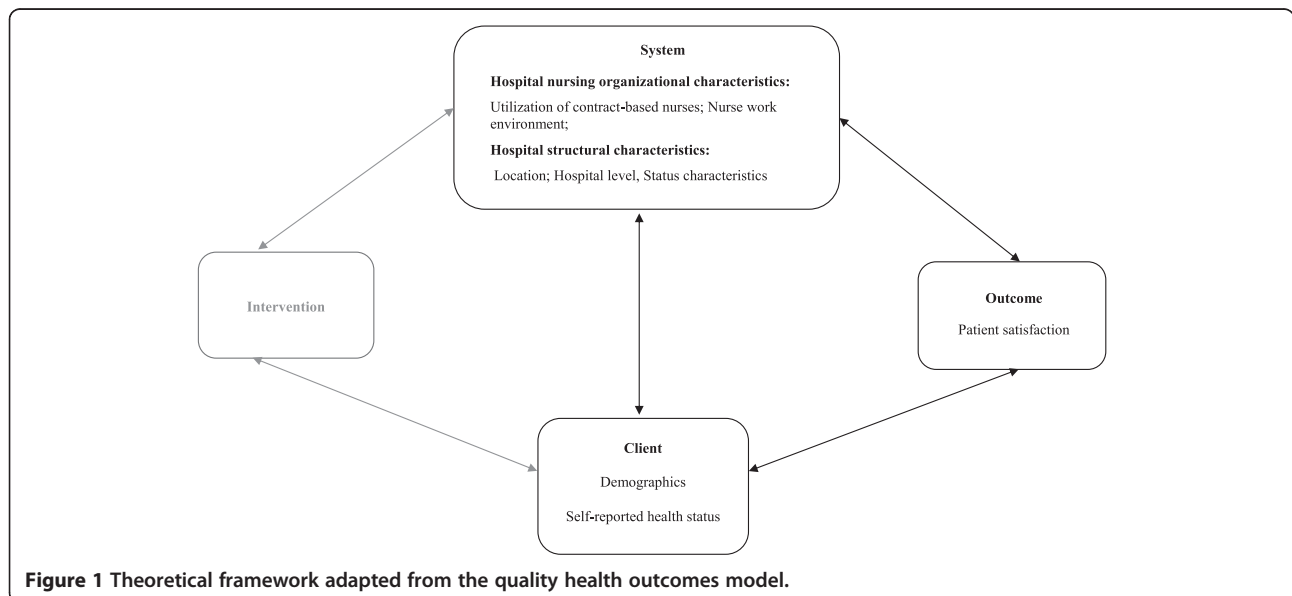 System
Hospital nursing organizational characteristics:
Utilization of contract-based nurses; Nurse work
environment;
Hospital structural characteristics:
Location; Hospital level, Status characteristics
Intervention
Outcome
Patient satisfaction
Client
Demographics
Self-reported health status
Figure 1 Theoretical framework adapted from the quality health outcomes model.